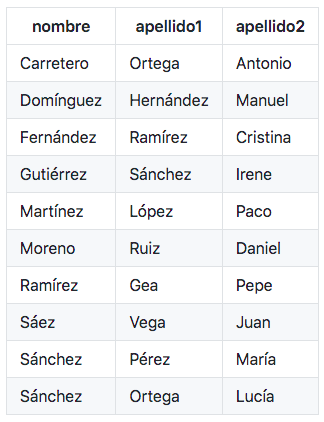 nombre apellido1 apellido2
Carretero Ortega Antonio
Domínguez Hernández Manuel
Fernández Ramírez Cristina
Gutiérrez Sánchez Irene
Martínez López Paco
Moreno Ruiz Daniel
Ramírez Gea Pepe
Sáez Vega Juan
Sánchez Pérez María
Sánchez Ortega Lucía